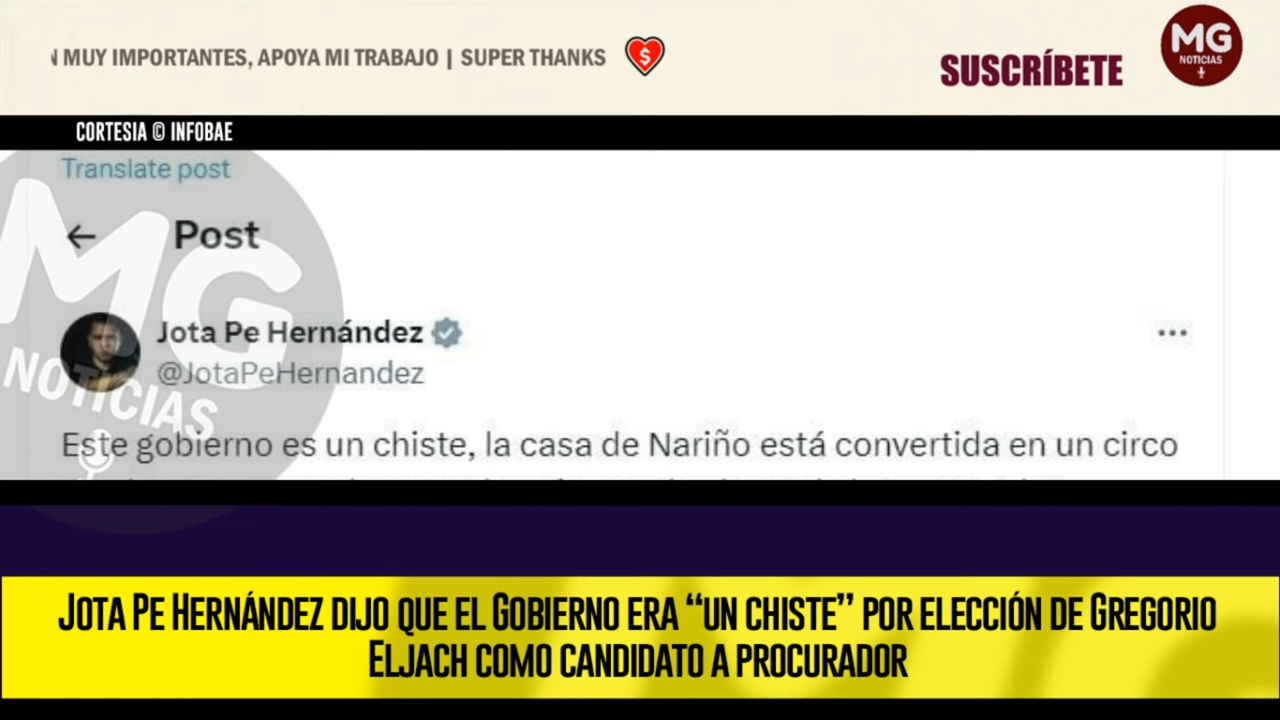 MUY IMPORTANTES, APOYA MI TRABAJO | SUPER THANKS
SUSCRÍBETE
MG
NOTICIAS
CORTESIA © INFOBAE
Translate post
Post
Jota Pe Hernández
@JotaPeHernandez
MG
NOTICIAS
Este gobierno es un chiste, la casa de Nariño está convertida en un circo
JOTA PE HERNÁNDEZ DIJO QUE EL GOBIERNO ERA “UN CHISTE” POR ELECCIÓN DE GREGORIO
ELJACH COMO CANDIDATO A PROCURADOR